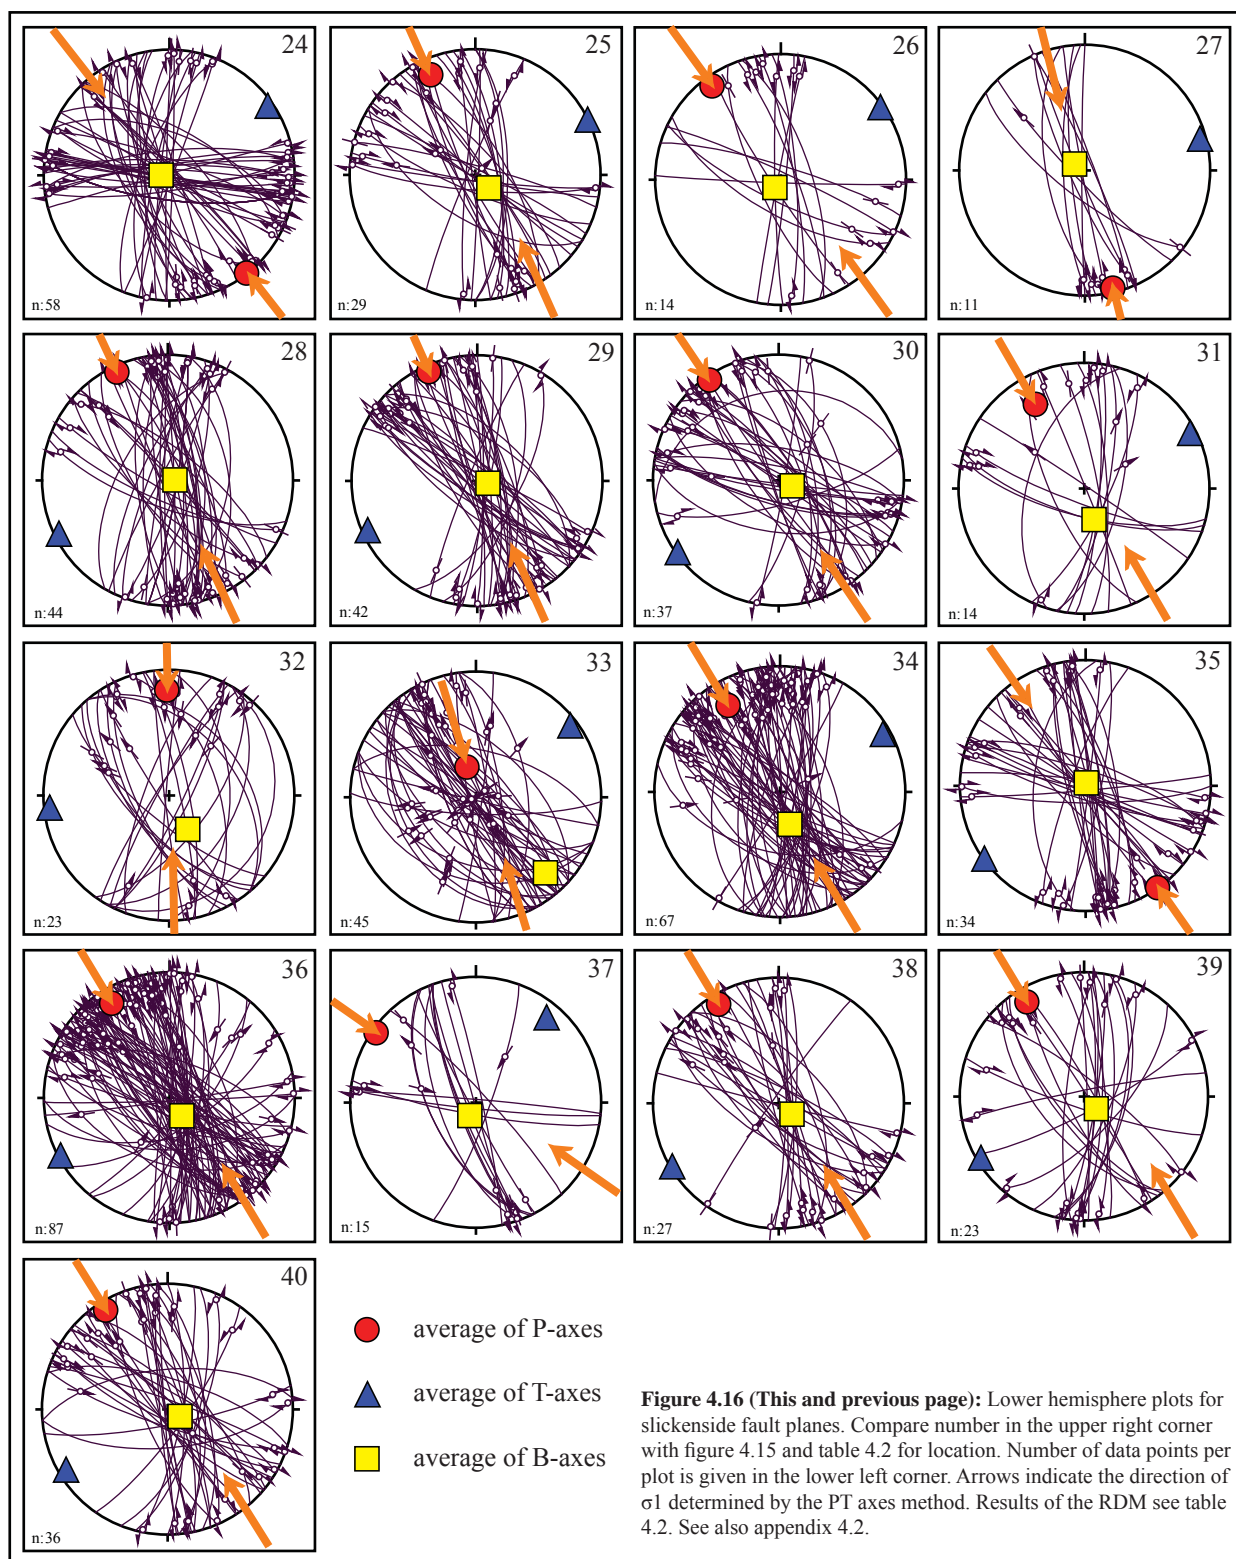 24
n:58
25
n:29
26
n:14
27
n:11
28
n:44
29
n:42
30
n:37
31
n:14
32
n:23
33
n:45
34
n:67
35
n:34
36
n:87
37
n:15
38
n:27
39
n:23
40
n:36
average of P-axes
average of T-axes
average of B-axes
Figure 4.16 (This and previous page): Lower hemisphere plots for
slickenside fault planes. Compare number in the upper right corner
with figure 4.15 and table 4.2 for location. Number of data points per
plot is given in the lower left corner. Arrows indicate the direction of
σ1 determined by the PT axes method. Results of the RDM see table
4.2. See also appendix 4.2.